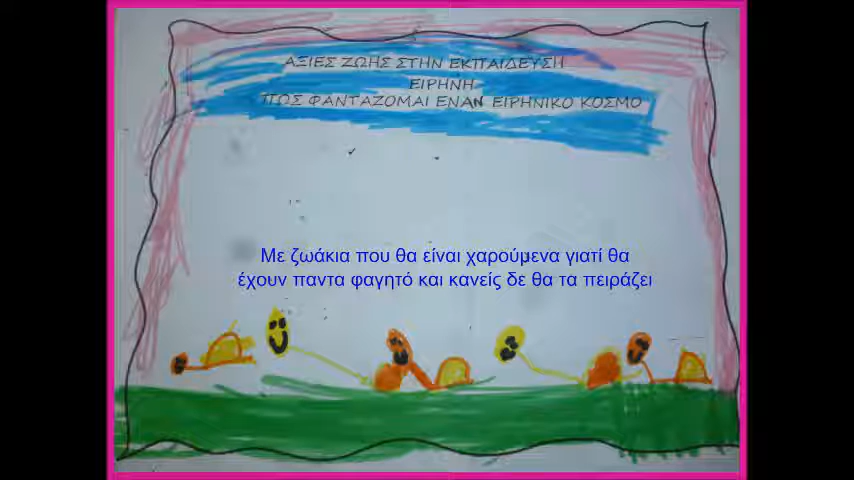 ΑΞΙΕΣ ΖΩΗΣ ΣΤΗΝ ΕΚΠΑΙΔΕΥΣΗ
ΕΙΡΗΝΗ
ΠΩΣ ΦΑΝΤΑΖΟΜΑΙ ΕΝΑΝ ΕΙΡΗΝΙΚΟ ΚΟΣΜΟ
Με ζωάκια που θα είναι χαρούμενα γιατί θα
έχουν παντα φαγητό και κανείς δε θα τα πειράζει